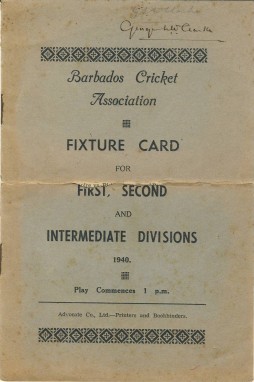 Barbados Cricket
Association
FIXTURE CARD
FOR
FIRST, SECOND
AND
INTERMEDIATE DIVISIONS
1940.
Play Commences 1 p.m.
Advocate Co., Ltd.—Printers and Bookbinders.